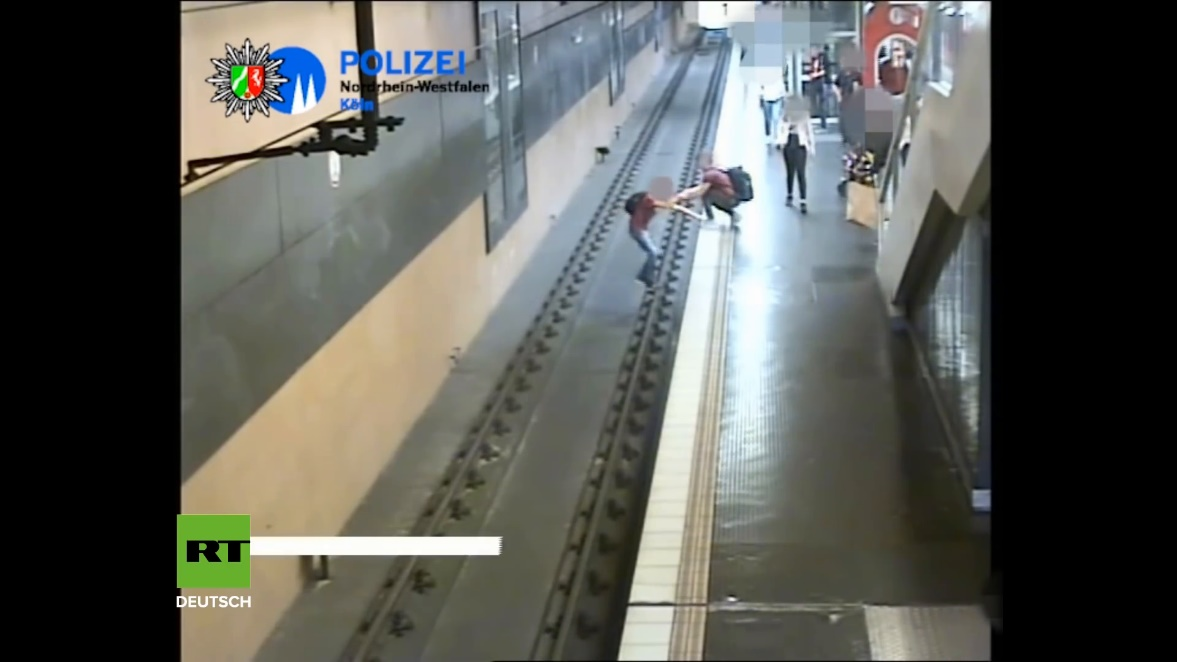 POLIZEI
Nordrhein-Westfalen
Köln
RT
DEUTSCH